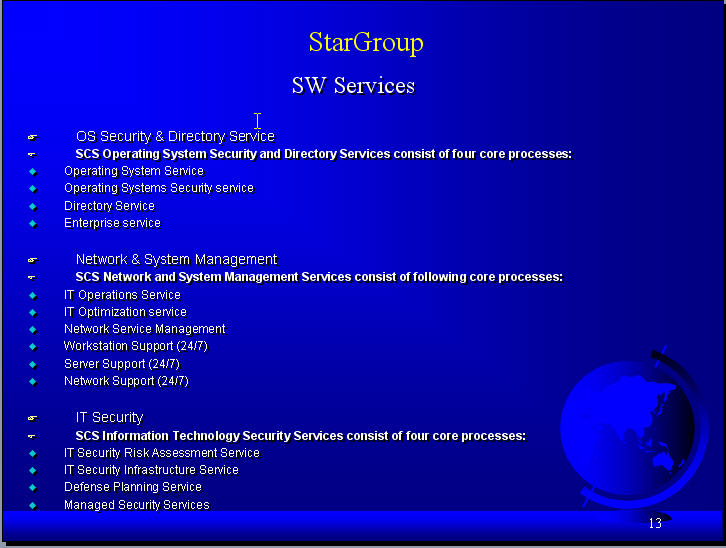 StarGroup
SW Services
OS Security & Directory Service
SCS Operating System Security and Directory Services consist of four core processes:
Operating System Service
Operating Systems Security service
Directory Service
Enterprise service
Network & System Management
SCS Network and System Management Services consist of following core processes:
IT Operations Service
IT Optimization service
Network Service Management
Workstation Support (24/7)
Server Support (24/7)
Network Support (24/7)
IT Security
SCS Information Technology Security Services consist of four core processes:
IT Security Risk Assessment Service
IT Security Infrastructure Service
Defense Planning Service
Managed Security Services
13